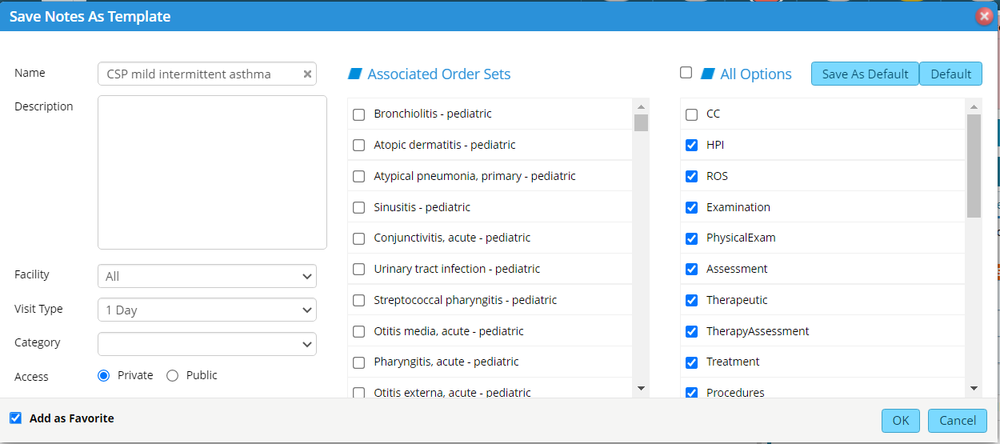 Save Notes As Template
Name
CSP mild intermittent asthma
Description
Facility
All
Visit Type
1 Day
Category
Access
Private
Public
Associated Order Sets
Bronchiolitis - pediatric
Atopic dermatitis - pediatric
Atypical pneumonia, primary - pediatric
Sinusitis - pediatric
Conjunctivitis, acute - pediatric
Urinary tract infection - pediatric
Streptococcal pharyngitis - pediatric
Otitis media, acute - pediatric
Pharyngitis, acute - pediatric
Otitis externa, acute - pediatric
All Options
Save As Default
Default
CC
HPI
ROS
Examination
PhysicalExam
Assessment
Therapeutic
TherapyAssessment
Treatment
Procedures
Add as Favorite
OK
Cancel